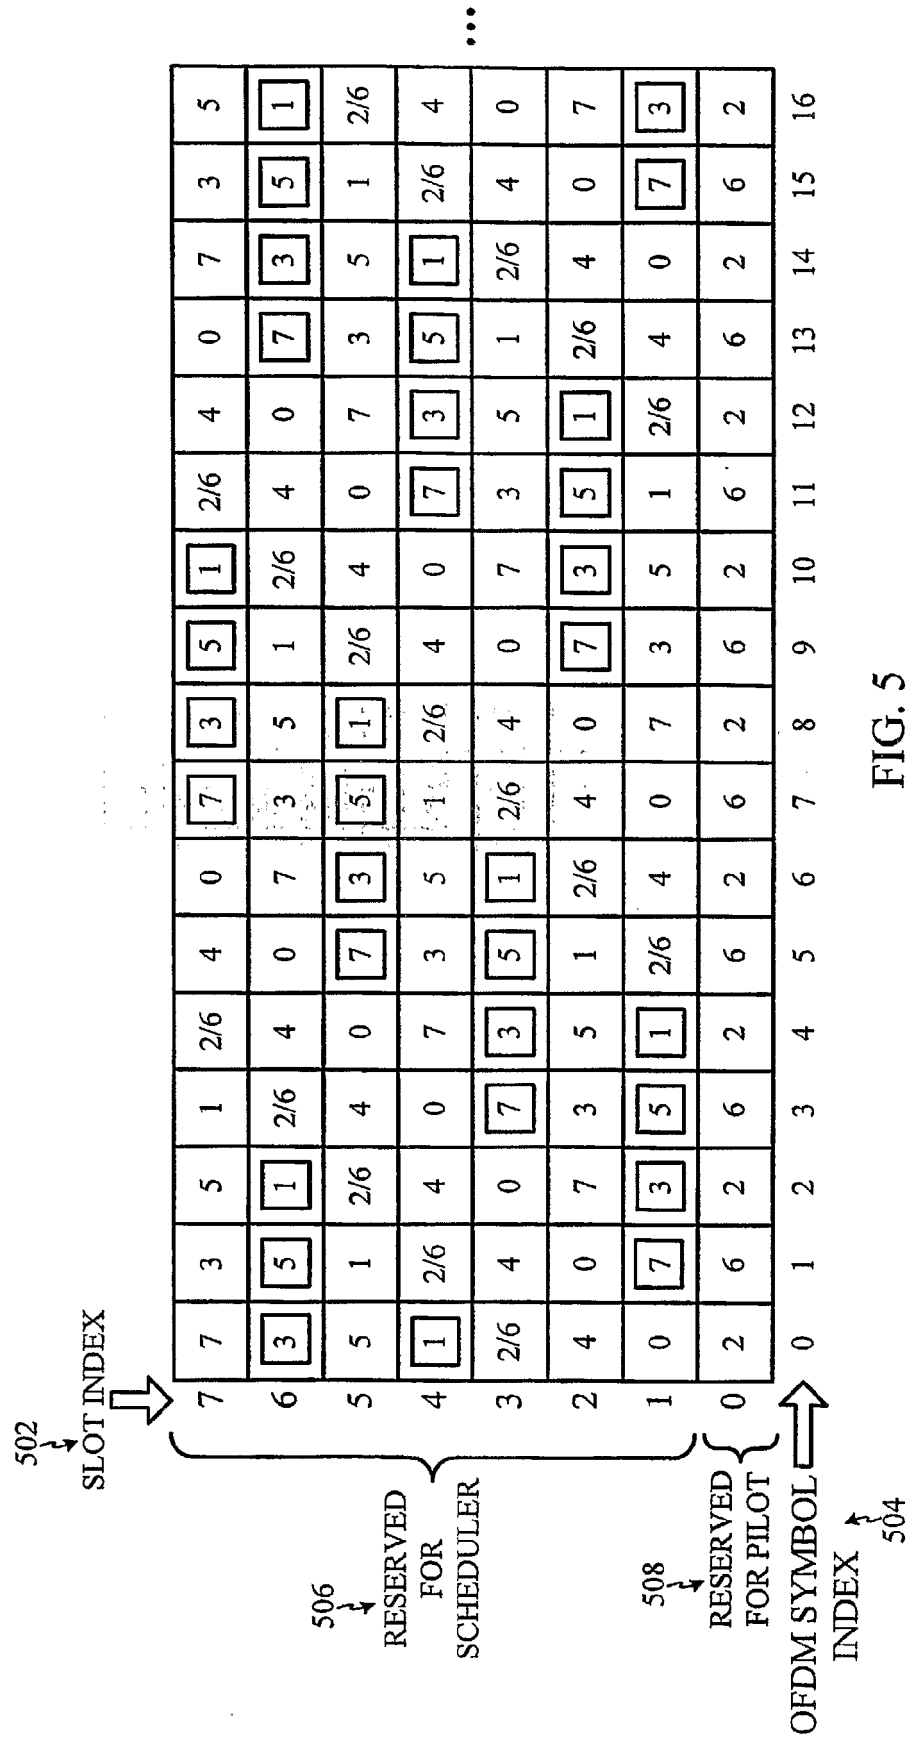 502
SLOT INDEX
7 7 3 5 1 2/6 4 0 7 3 5 1 2/6 4 0 7 3 5
6 3 5 1 2/6 4 0 7 3 5 1 2/6 4 0 7 3 5 1
5 5 1 2/6 4 0 7 3 5 1 2/6 4 0 7 3 5 1 2/6
4 1 2/6 4 0 7 3 5 1 2/6 4 0 7 3 5 1 2/6 4
3 2/6 4 0 7 3 5 1 2/6 4 0 7 3 5 1 2/6 4 0
2 4 0 7 3 5 1 2/6 4 0 7 3 5 1 2/6 4 0 7
1 0 7 3 5 1 2/6 4 0 7 3 5 1 2/6 4 0 7 3
0 2 6 2 6 2 6 2 6 2 6 2 6 2 6 2 6 2
0 1 2 3 4 5 6 7 8 9 10 11 12 13 14 15 16
...
506
RESERVED
FOR
SCHEDULER
508
RESERVED
FOR PILOT
OFDM SYMBOL
INDEX
504
FIG. 5